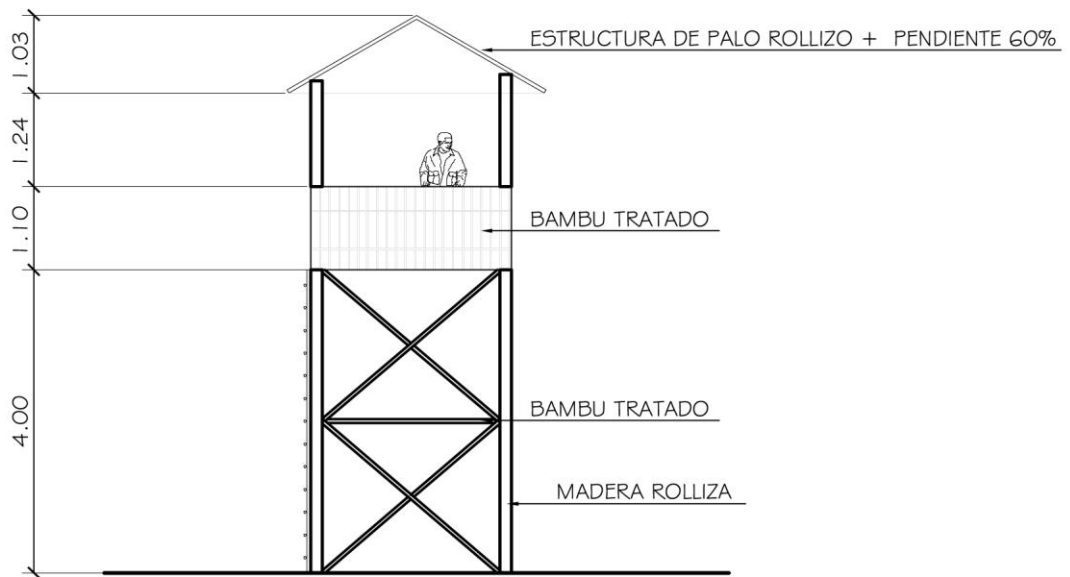 ESTRUCTURA DE PALO ROLLIZO + PENDIENTE 60%
1.03
1.24
1.10
BAMBU TRATADO
4.00
BAMBU TRATADO
MADERA ROLLIZA